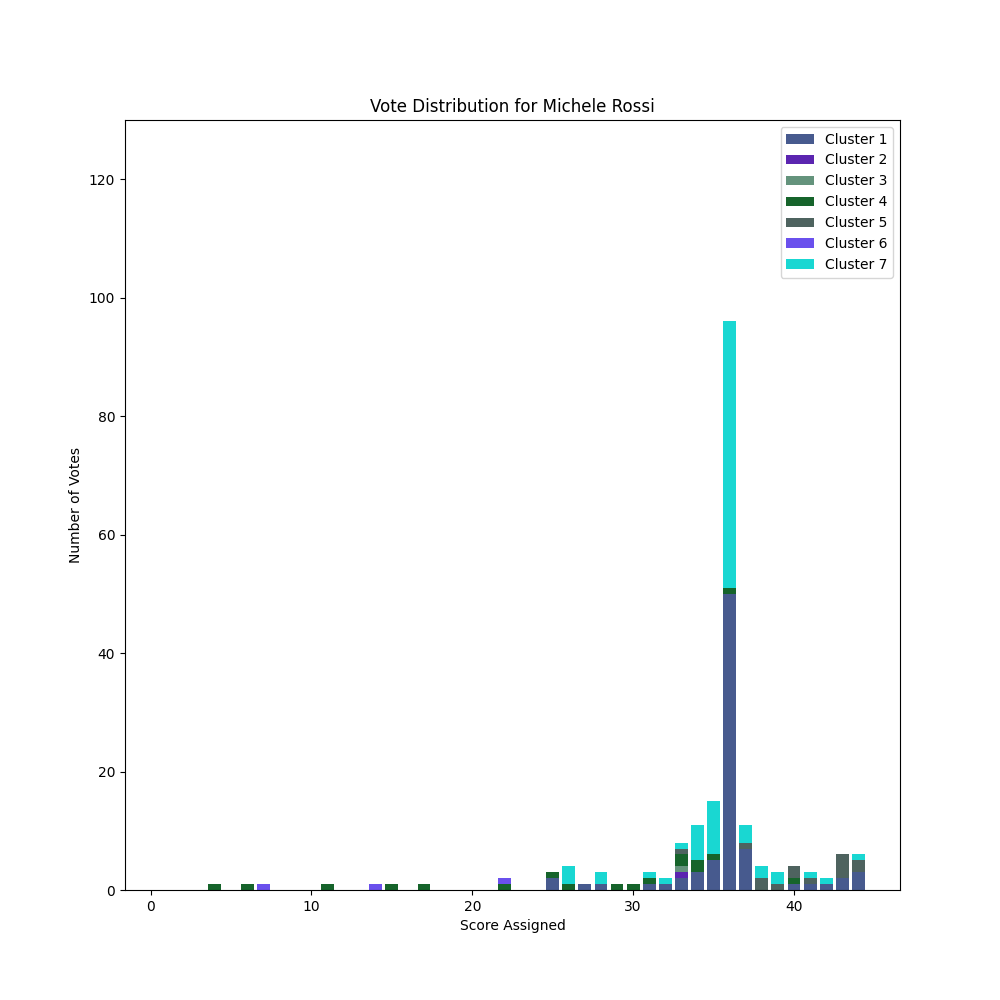 Vote Distribution for Michele Rossi
Cluster 1
Cluster 2
Cluster 3
Cluster 4
Cluster 5
Cluster 6
Cluster 7
120
100
80
60
40
20
0
Number of Votes
0 10 20 30 40
Score Assigned